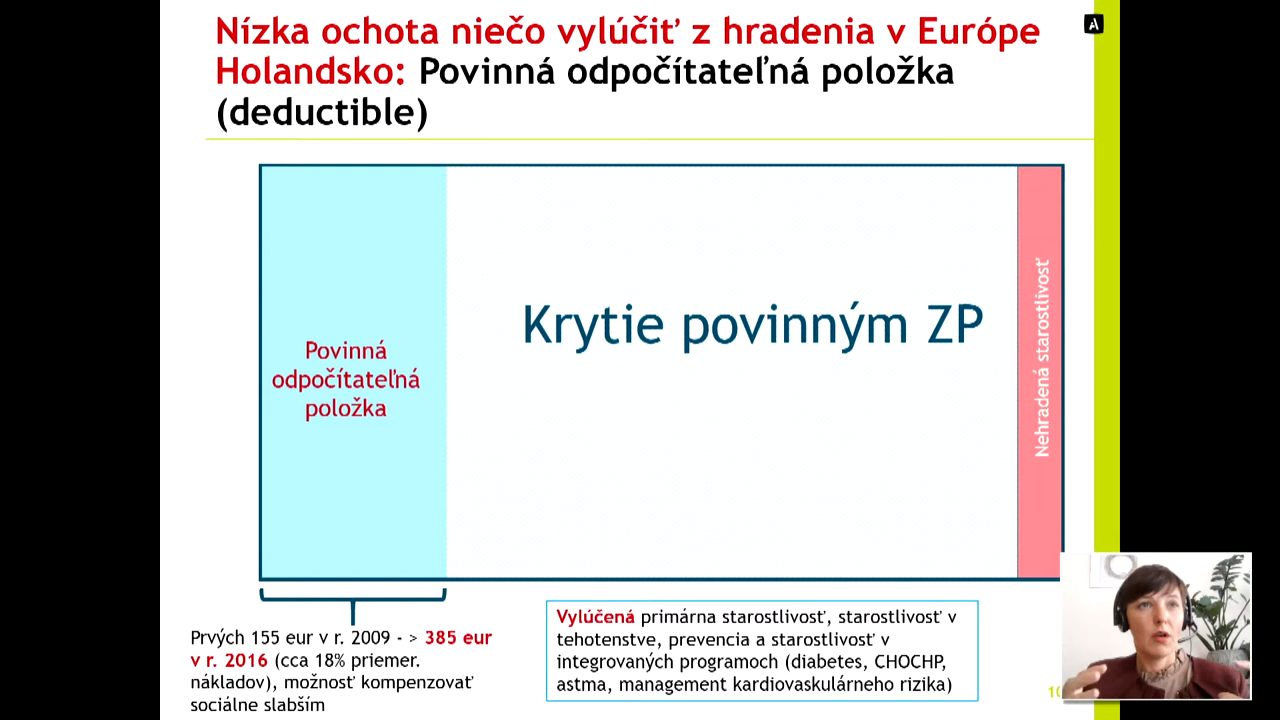 Nízka ochota niečo vylúčiť z hradenia v Európe
Holandsko: Povinná odpočítateľná položka
(deductible)
A
Povinná
odpočítateľná
položka
Krytie povinným ZP
Nehradená starostlivosť
Prvých 155 eur v r. 2009 - > 385 eur
v r. 2016 (cca 18% priemer.
nákladov), možnosť kompenzovať
sociálne slabším
Vylúčená primárna starostlivosť, starostlivosť v
tehotenstve, prevencia a starostlivosť v
integrovaných programoch (diabetes, CHOCHP,
astma, management kardiovaskulárneho rizika)